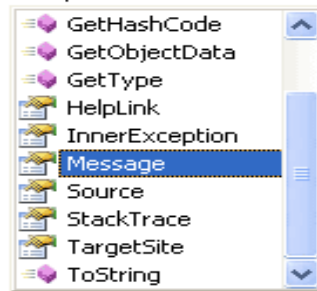 GetHashCode
GetObjectData
GetType
HelpLink
InnerException
Message
Source
StackTrace
TargetSite
ToString